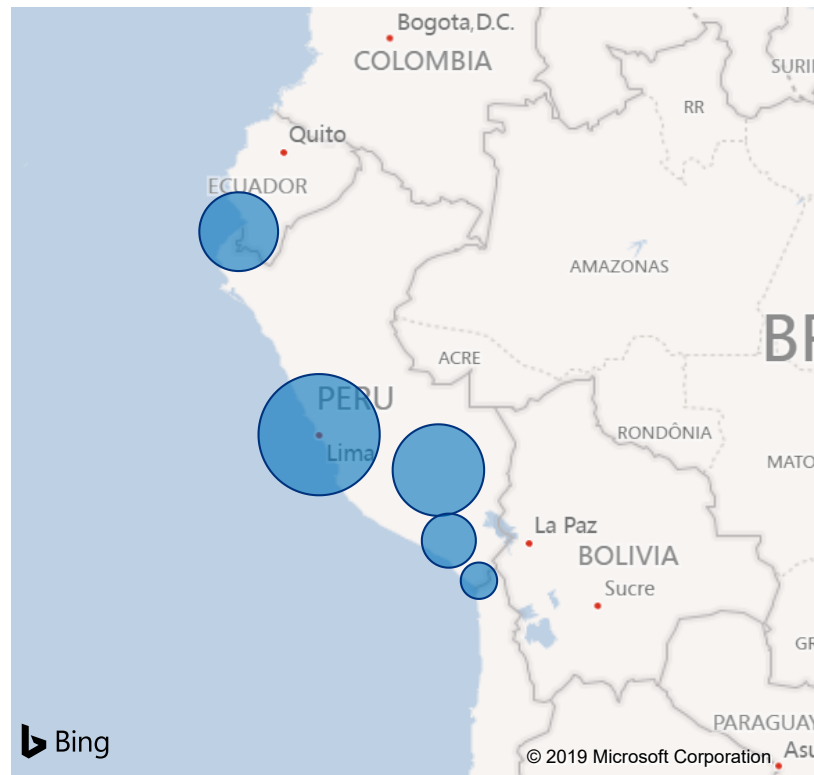 Bogota,D.C.
COLOMBIA
SURI
RR
Quito
ECUADOR
AMAZONAS
BR
ACRE
PERU
RONDÔNIA
Lima
MATO
La Paz
BOLIVIA
Sucre
GR
PARAGUAY
Asu
Bing
© 2019 Microsoft Corporation